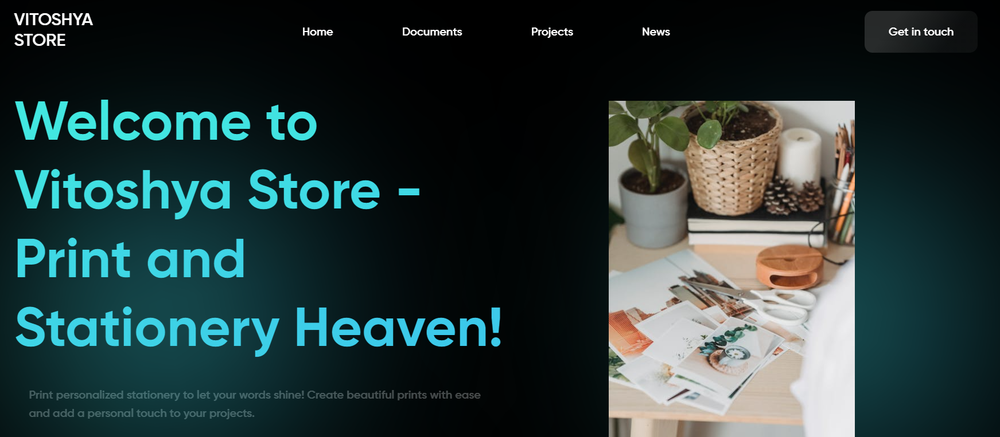 VITOSHYA
STORE
Home
Documents
Projects
News
Get in touch
Welcome to
Vitoshya Store -
Print and
Stationery Heaven!
Print personalized stationery to let your words shine! Create beautiful prints with ease
and add a personal touch to your projects.